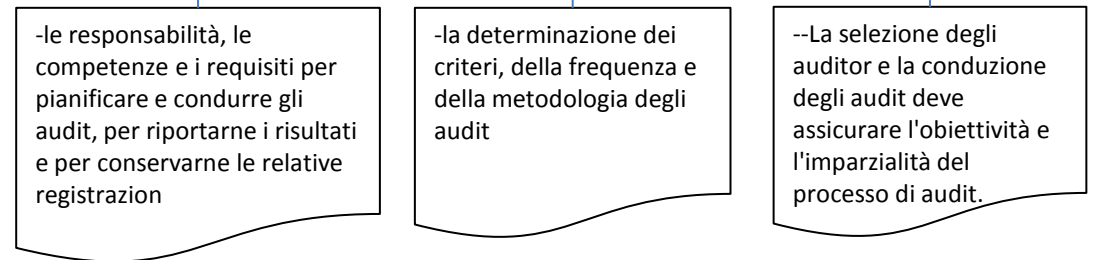 -le responsabilità, le
competenze e i requisiti per
pianificare e condurre gli
audit, per riportarne i risultati
e per conservarne le relative
registrazion
-la determinazione dei
criteri, della frequenza e
della metodologia degli
audit
--La selezione degli
auditor e la conduzione
degli audit deve
assicurare l'obiettività e
l'imparzialità del
processo di audit.